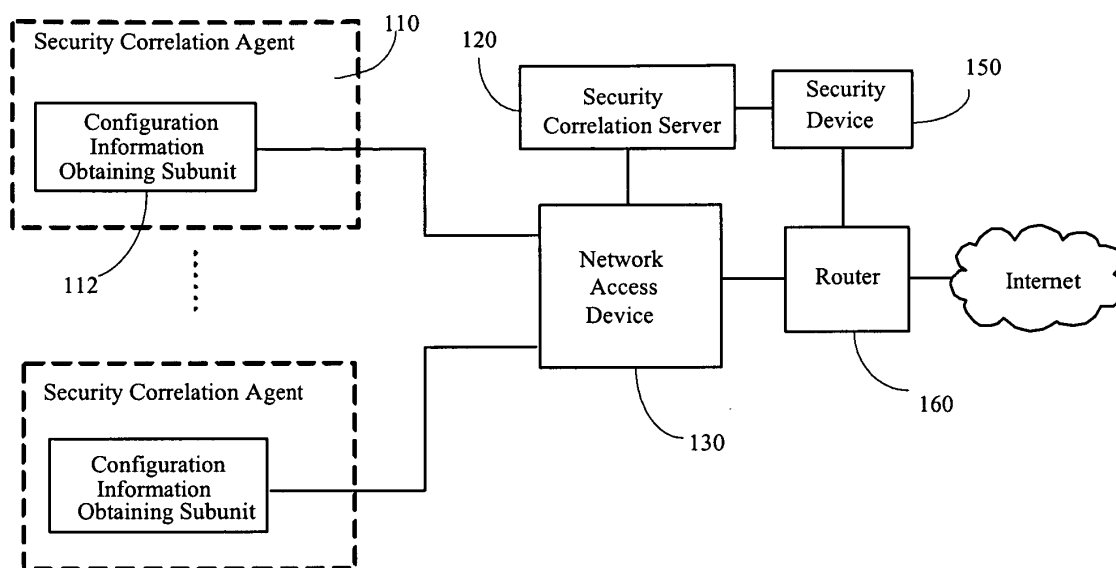 Security Correlation Agent
110
Configuration
Information
Obtaining Subunit
112
120
Security
Correlation Server
Security
Device
150
Network
Access
Device
130
Router
160
Internet
Security Correlation Agent
Configuration
Information
Obtaining Subunit